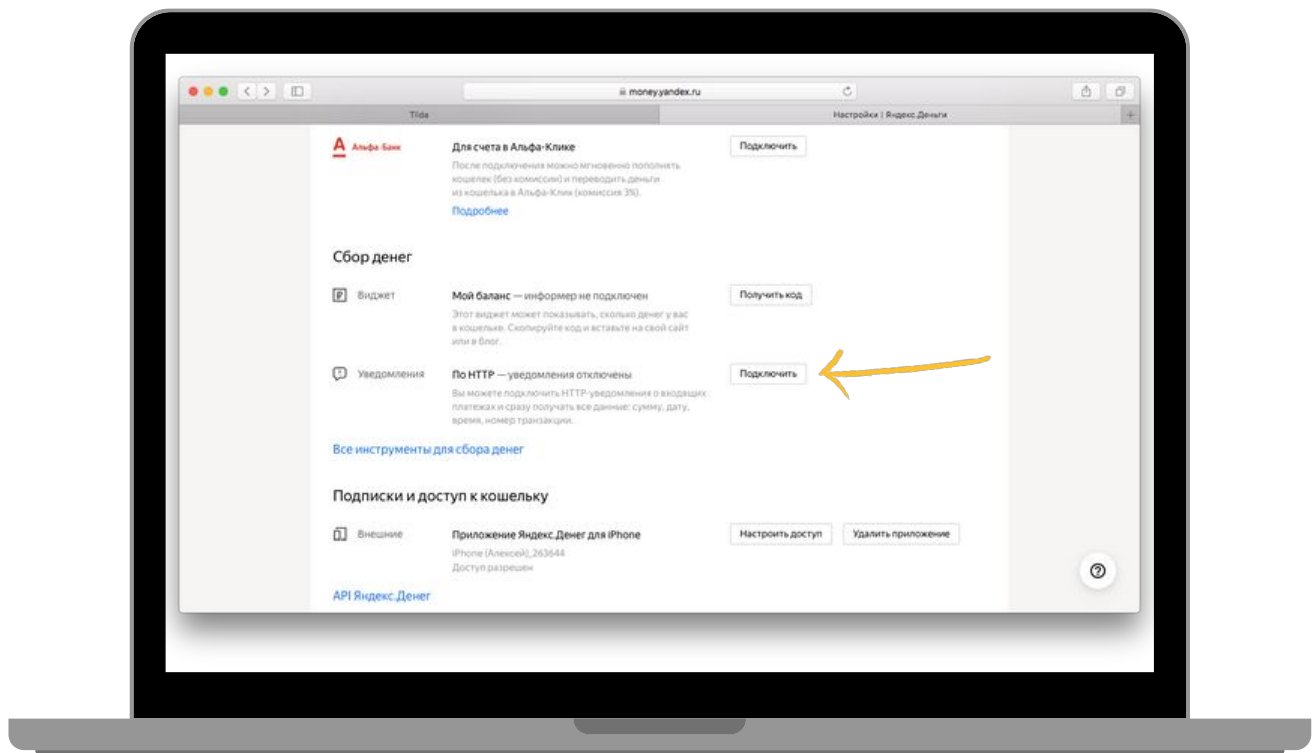 money.yandex.ru
Tilda
Настройки | Яндекс.Деньги
+
А Альфа·Банк
Для счета в Альфа-Клике
Подключить
После подключения можно мгновенно пополнять
кошелек (без комиссии) и переводить деньги
из кошелька в Альфа-Клик (комиссия 3%).
Подробнее
Сбор денег
Виджет
Мой баланс — информер не подключен
Получить код
Этот виджет может показывать, сколько денег у вас
в кошельке. Скопируйте код и вставьте на свой сайт
или в блог.
Уведомления
По HTTP — уведомления отключены
Подключить
Вы можете подключить HTTP-уведомления о входящих
платежах и сразу получать все данные: сумму, дату,
время, номер транзакции.
Все инструменты для сбора денег
Подписки и доступ к кошельку
Внешние
Приложение Яндекс.Денег для iPhone
Настроить доступ
Удалить приложение
iPhone (Алексей)_263644
Доступ разрешен
API Яндекс.Денег